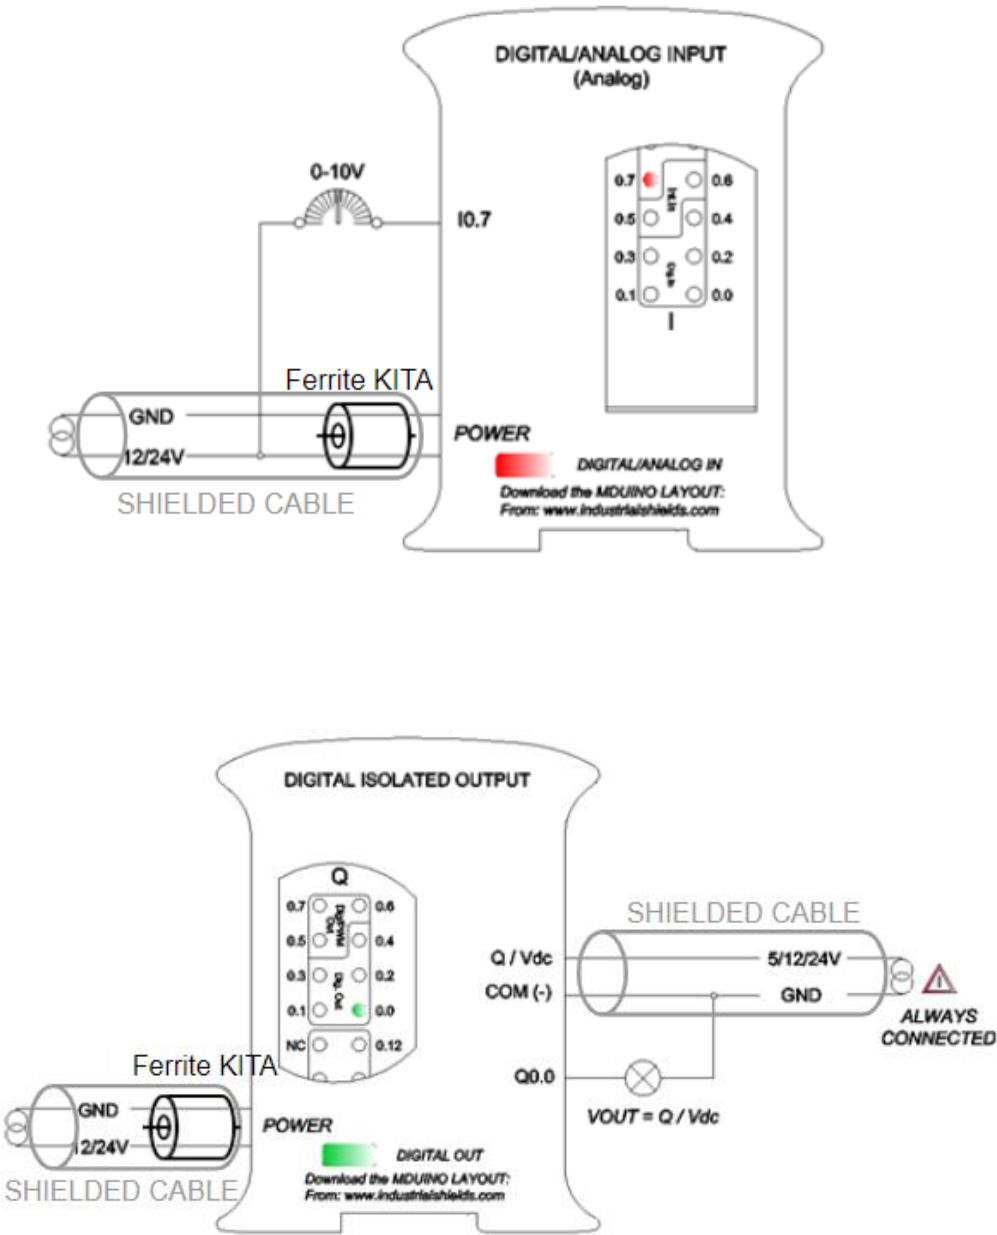 DIGITAL/ANALOG INPUT
(Analog)
0-10V
I0.7
0.7
0.6
0.5
0.4
0.3
0.2
0.1
0.0
I
Ferrite KITA
GND
12/24V
SHIELDED CABLE
POWER
DIGITAL/ANALOG IN
Download the MDUINO LAYOUT:
From: www.industrialshields.com
DIGITAL ISOLATED OUTPUT
Q
0.7
0.6
0.5
0.4
0.3
0.2
0.1
0.0
NC
0.12
Dig. Out
SHIELDED CABLE
Q / Vdc
5/12/24V
COM (-)
GND
ALWAYS
CONNECTED
Q0.0
VOUT = Q / Vdc
Ferrite KITA
GND
12/24V
SHIELDED CABLE
POWER
DIGITAL OUT
Download the MDUINO LAYOUT:
From: www.industrialshields.com